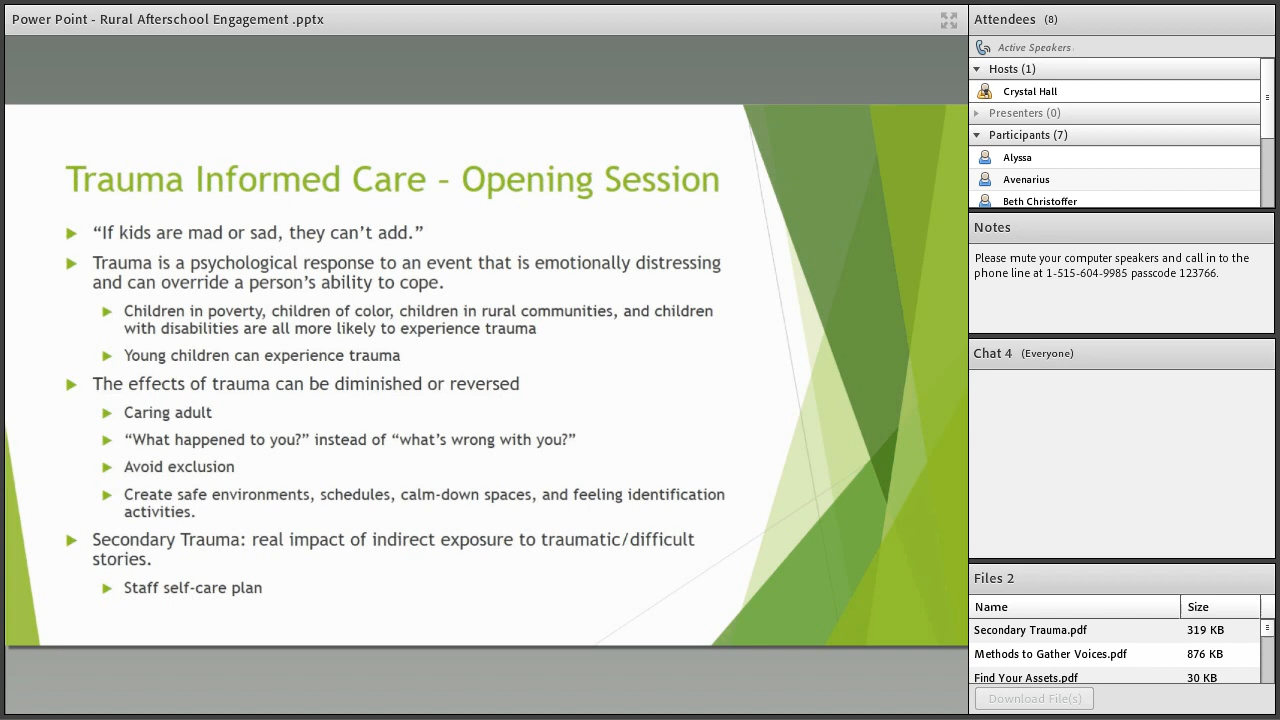 Power Point - Rural Afterschool Engagement .pptx
Trauma Informed Care – Opening Session
“If kids are mad or sad, they can’t add.”
Trauma is a psychological response to an event that is emotionally distressing
and can override a person’s ability to cope.
Children in poverty, children of color, children in rural communities, and children
with disabilities are all more likely to experience trauma
Young children can experience trauma
The effects of trauma can be diminished or reversed
Caring adult
“What happened to you?” instead of “what’s wrong with you?”
Avoid exclusion
Create safe environments, schedules, calm-down spaces, and feeling identification
activities.
Secondary Trauma: real impact of indirect exposure to traumatic/difficult
stories.
Staff self-care plan
Attendees (8)
Active Speakers
Hosts (1)
Crystal Hall
Presenters (0)
Participants (7)
Alyssa
Avenarius
Beth Christoffer
Notes
Please mute your computer speakers and call in to the
phone line at 1-515-604-9985 passcode 123766.
Chat 4 (Everyone)
Files 2
Name Size
Secondary Trauma.pdf 319 KB
Methods to Gather Voices.pdf 876 KB
Find Your Assets.pdf 30 KB
Download File(s)